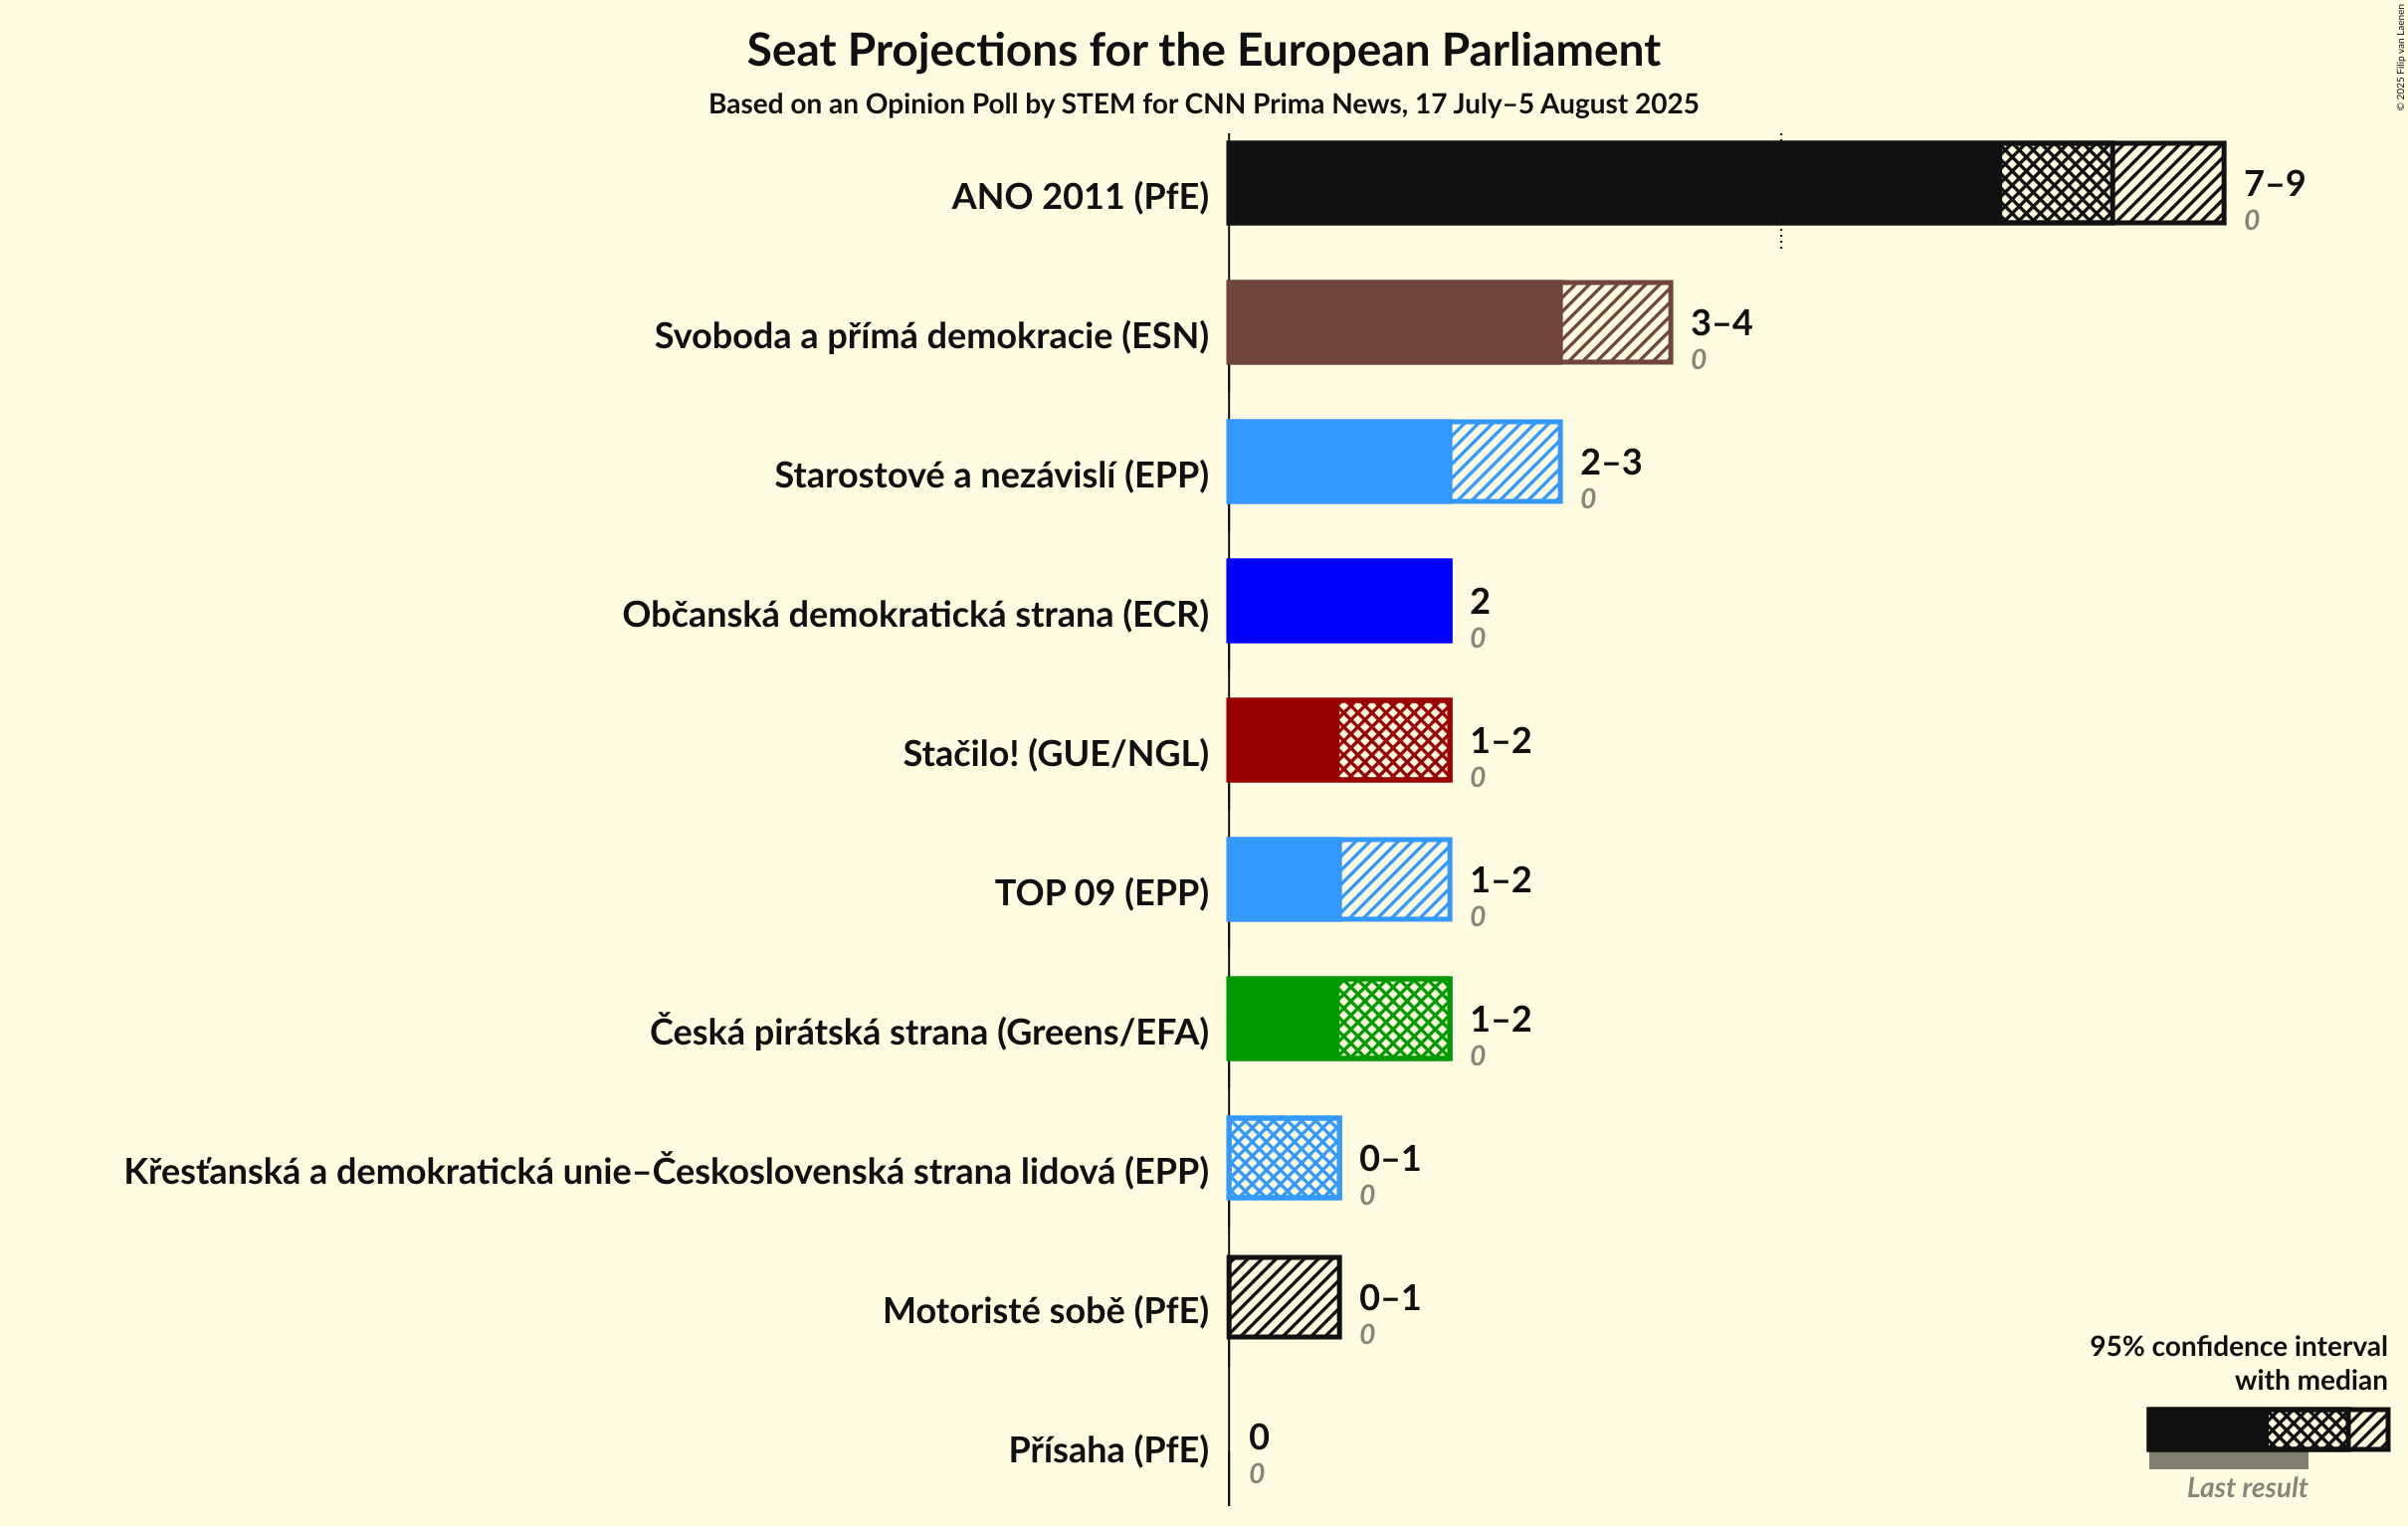 Seat Projections for the European Parliament
Based on an Opinion Poll by STEM for CNN Prima News, 17 July–5 August 2025
© 2025 Filip van Laenen
ANO 2011 (PfE)
7–9
0
Svoboda a přímá demokracie (ESN)
3–4
0
Starostové a nezávislí (EPP)
2–3
0
Občanská demokratická strana (ECR)
2
0
Stačilo! (GUE/NGL)
1–2
0
TOP 09 (EPP)
1–2
0
Česká pirátská strana (Greens/EFA)
1–2
0
Křesťanská a demokratická unie–Československá strana lidová (EPP)
0–1
0
Motoristé sobě (PfE)
0–1
0
Přísaha (PfE)
0
0
95% confidence interval
with median
Last result